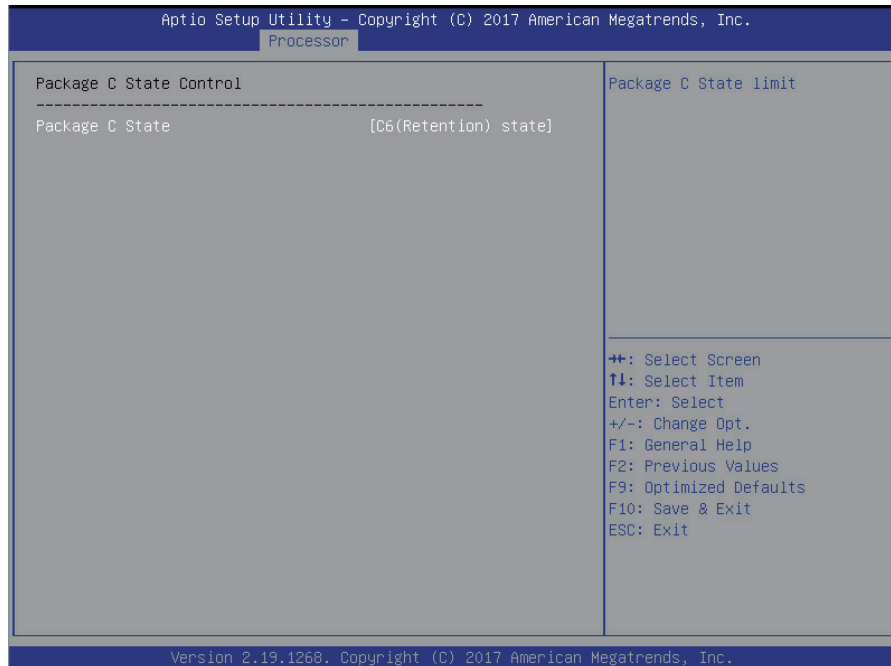 Aptio Setup Utility – Copyright (C) 2017 American Megatrends, Inc.
Processor
Package C State Control
--------------------------------------------------
Package C State [C6(Retention) state]
Package C State limit
→←: Select Screen
↑↓: Select Item
Enter: Select
+/-: Change Opt.
F1: General Help
F2: Previous Values
F9: Optimized Defaults
F10: Save & Exit
ESC: Exit
Version 2.19.1268. Copyright (C) 2017 American Megatrends, Inc.